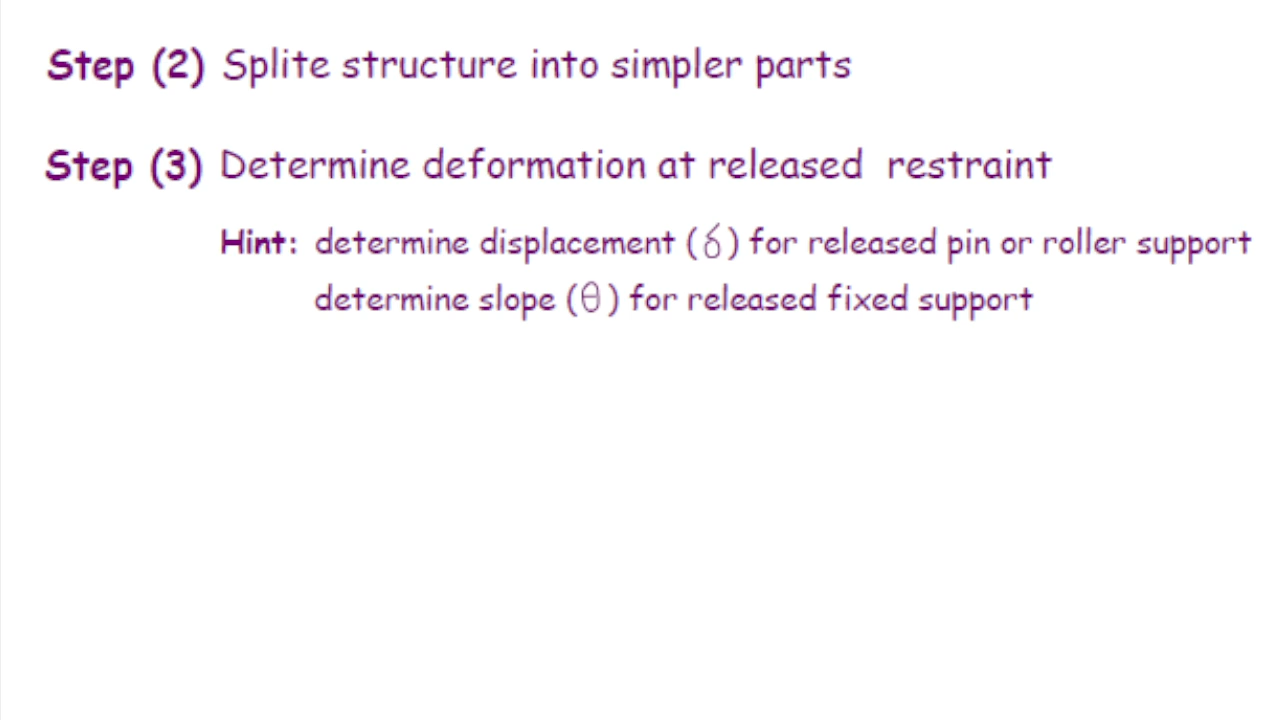 Step (2) Splite structure into simpler parts
Step (3) Determine deformation at released restraint
Hint: determine displacement (δ) for released pin or roller support
determine slope (θ) for released fixed support